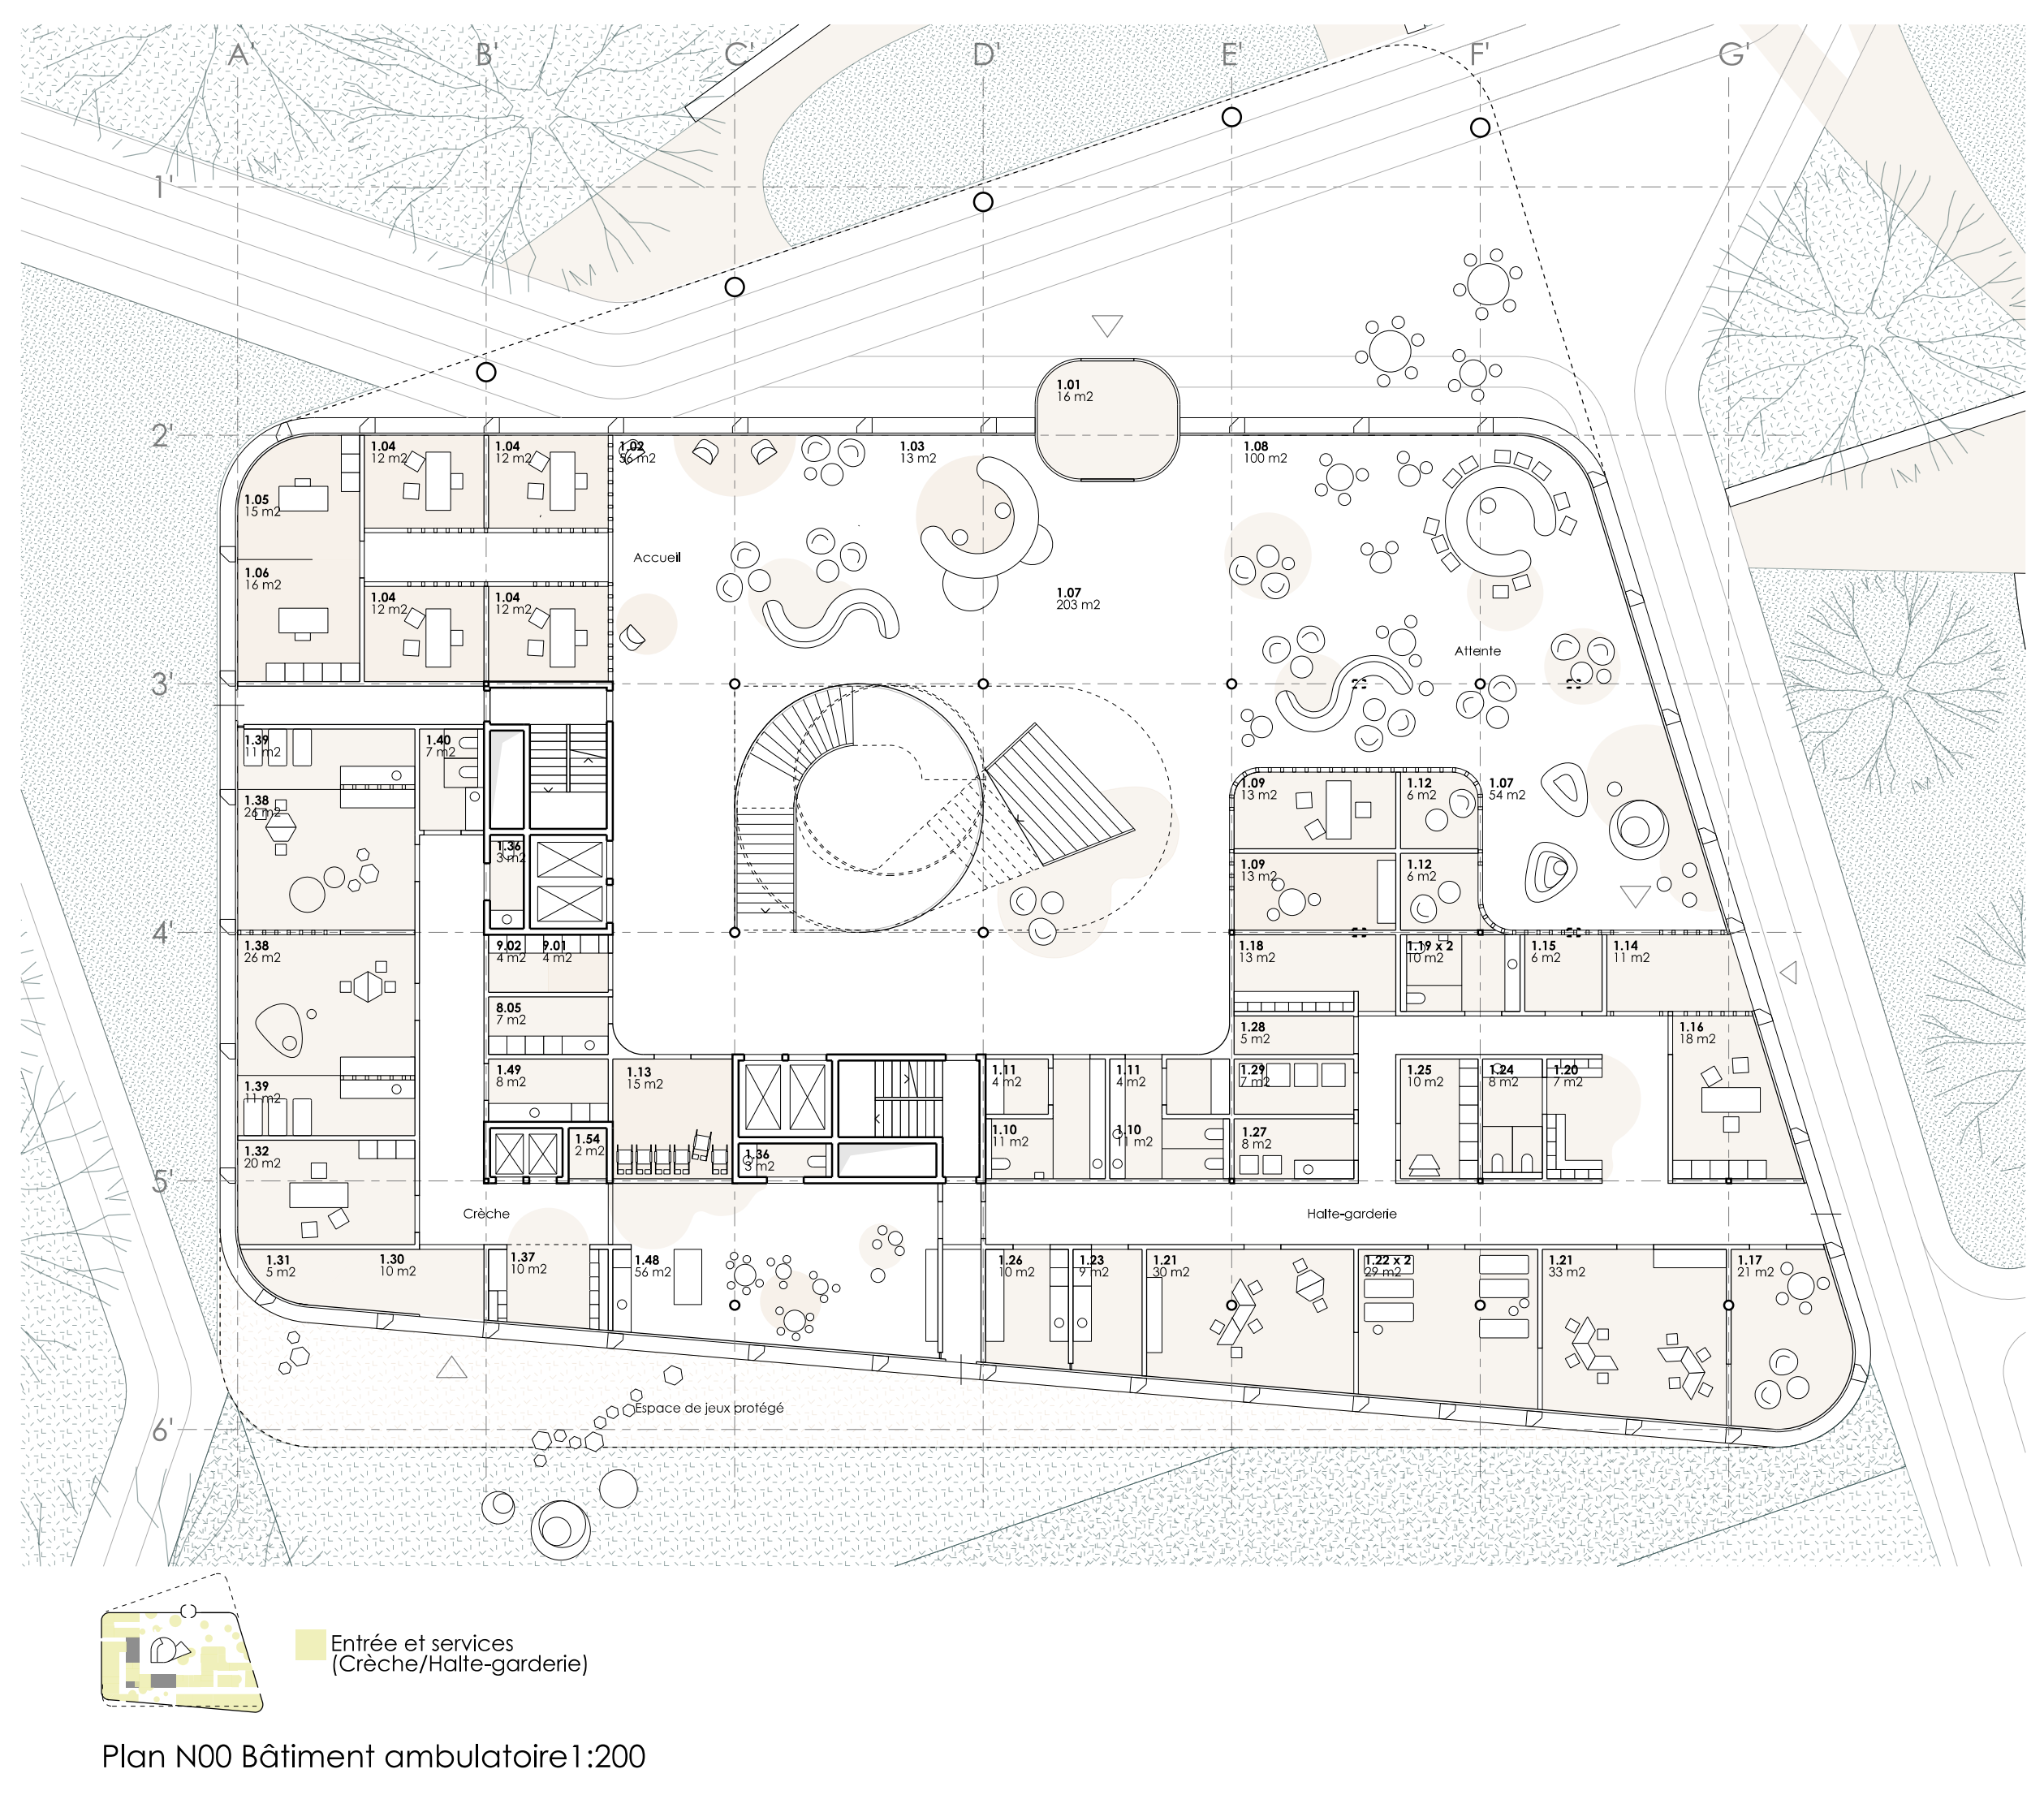 A' B' C' D' E' F' G'
1'
1.01
16 m2
2'
1.04
12 m2
1.04
12 m2
1.02
56 m2
1.03
13 m2
1.08
100 m2
1.05
15 m2
Accueil
1.06
16 m2
1.04
12 m2
1.04
12 m2
1.07
203 m2
Attente
3'
1.39
11 m2
1.40
7 m2
1.38
26 m2
1.09
13 m2
1.12
6 m2
1.07
54 m2
1.36
3 m2
1.09
13 m2
1.12
6 m2
4'
1.38
26 m2
9.02
4 m2
9.01
4 m2
1.18
13 m2
1.19 x 2
10 m2
1.15
6 m2
1.14
11 m2
8.05
7 m2
1.28
5 m2
1.16
18 m2
1.39
11 m2
1.49
8 m2
1.13
15 m2
1.11
4 m2
1.11
4 m2
1.29
7 m2
1.25
10 m2
1.24
8 m2
1.20
7 m2
1.32
20 m2
1.54
2 m2
1.36
3 m2
1.10
11 m2
1.10
11 m2
1.27
8 m2
5'
Crèche
Halte-garderie
1.31
5 m2
1.30
10 m2
1.37
10 m2
1.48
56 m2
1.26
10 m2
1.23
9 m2
1.21
30 m2
1.22 x 2
29 m2
1.21
33 m2
1.17
21 m2
Espace de jeux protégé
6'
Entrée et services
(Crèche/Halte-garderie)
Plan N00 Bâtiment ambulatoire1:200